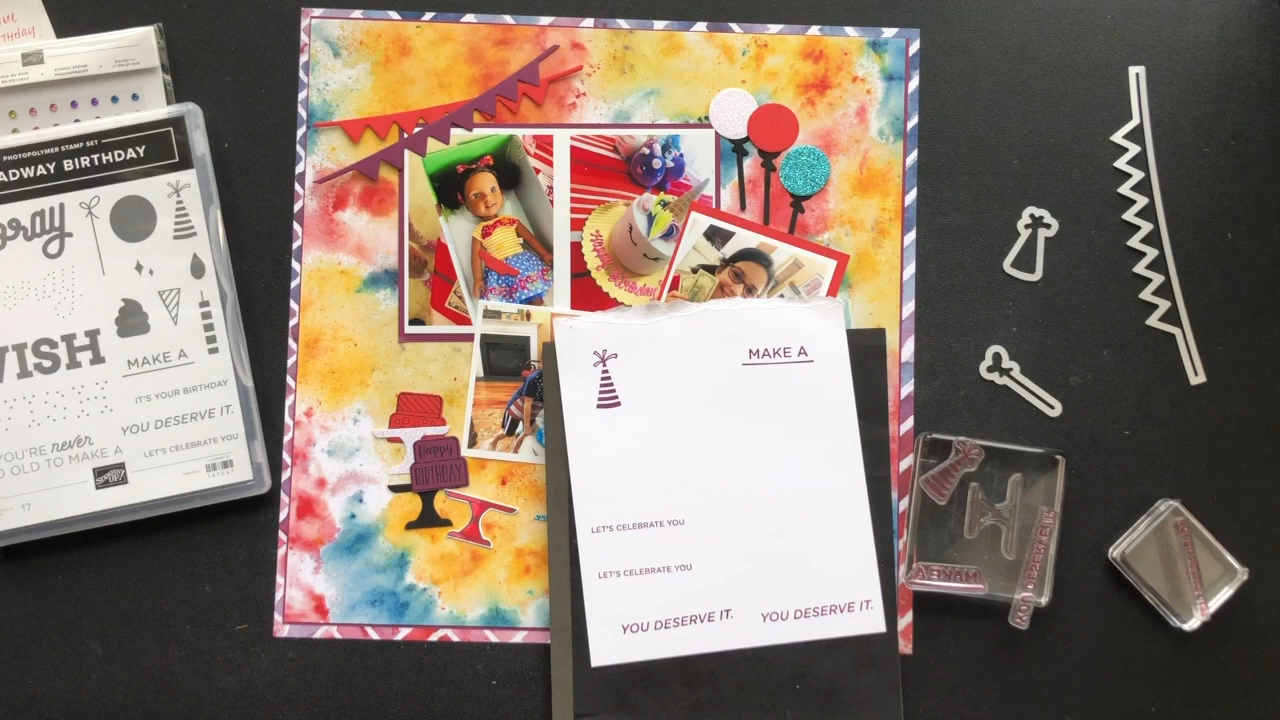 PHOTOPOLYMER STAMP SET
ADWAY BIRTHDAY
ray
WISH
MAKE A
IT'S YOUR BIRTHDAY
YOU DESERVE IT.
YOU'RE never
O OLD TO MAKE A
LET'S CELEBRATE YOU
STAMPIN' UP!
17
Happy
BIRTHDAY
MAKE A
LET'S CELEBRATE YOU
LET'S CELEBRATE YOU
YOU DESERVE IT. YOU DESERVE IT.